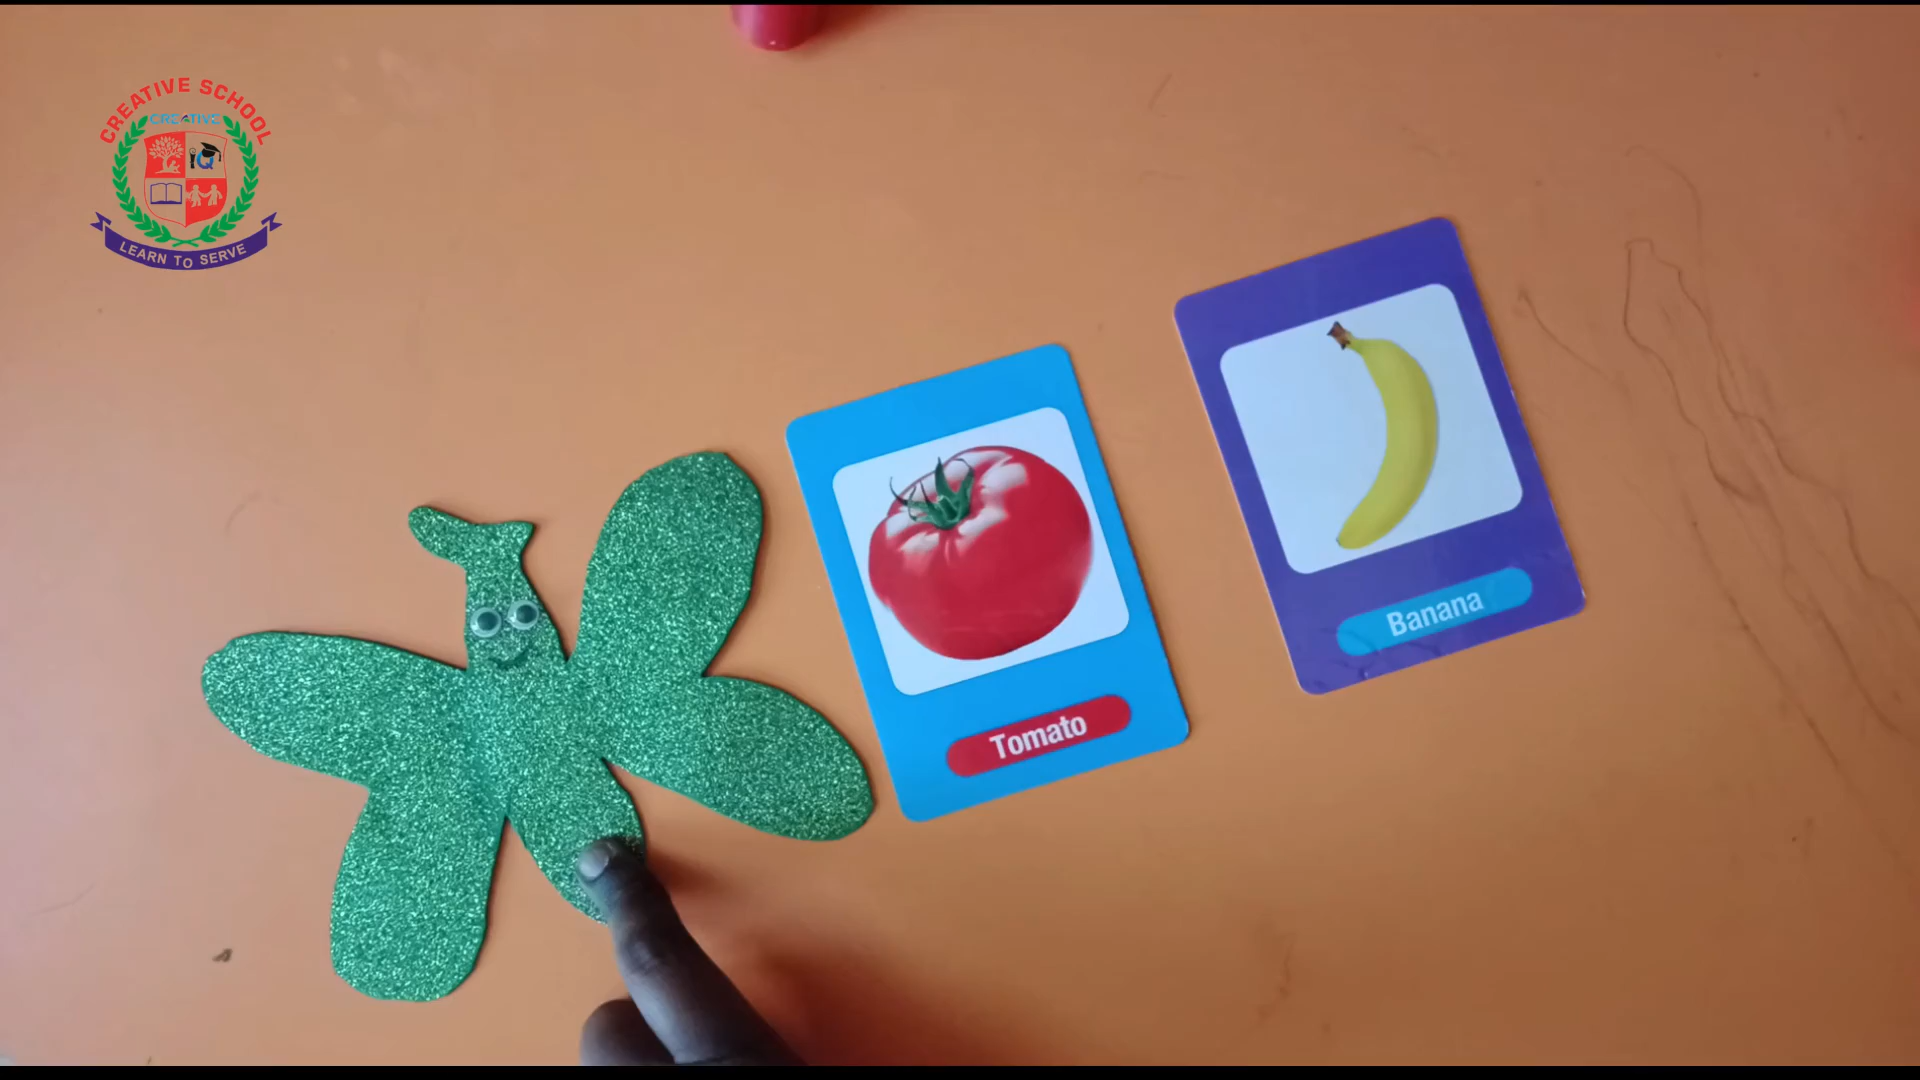 CREATIVE SCHOOL
CREATIVE
IQ
LEARN TO SERVE
Tomato
Banana